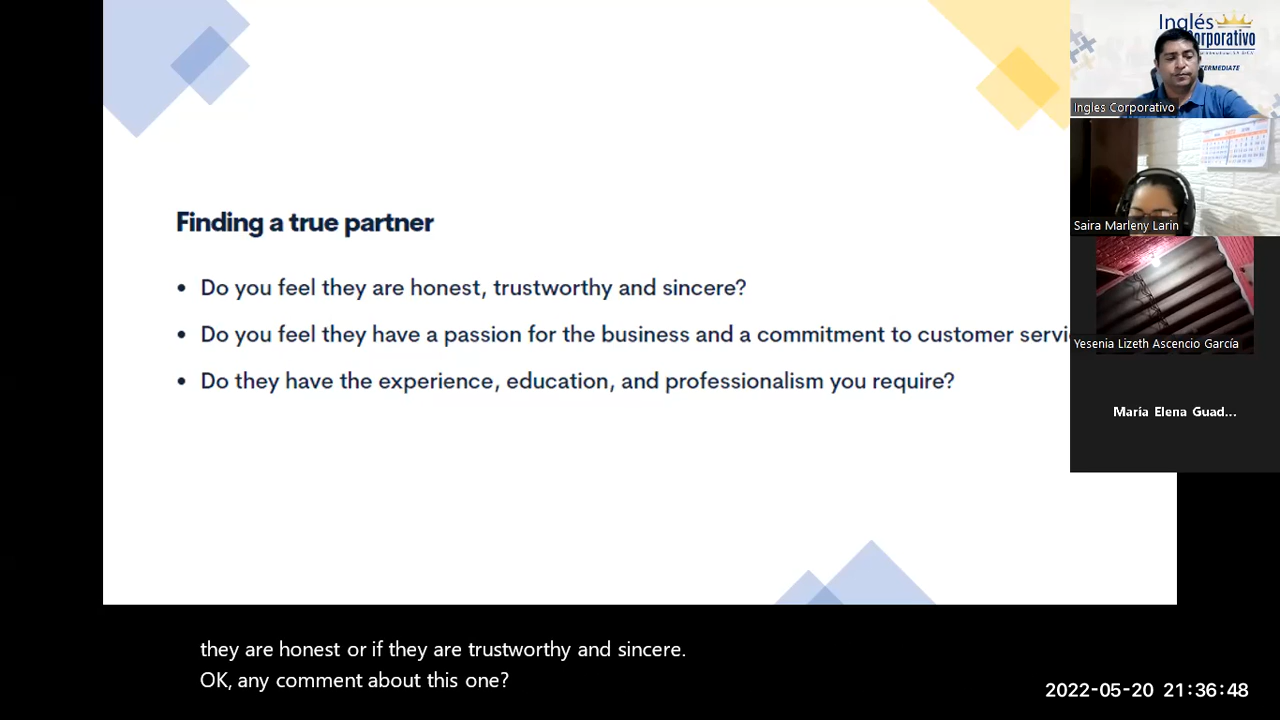 Finding a true partner
• Do you feel they are honest, trustworthy and sincere?
• Do you feel they have a passion for the business and a commitment to customer servi
• Do they have the experience, education, and professionalism you require?
Inglés
Corporativo
Ingles Corporativo
Saira Marleny Larin
Yesenia Lizeth Ascencio García
María Elena Guad...
they are honest or if they are trustworthy and sincere.
OK, any comment about this one?
2022-05-20 21:36:48